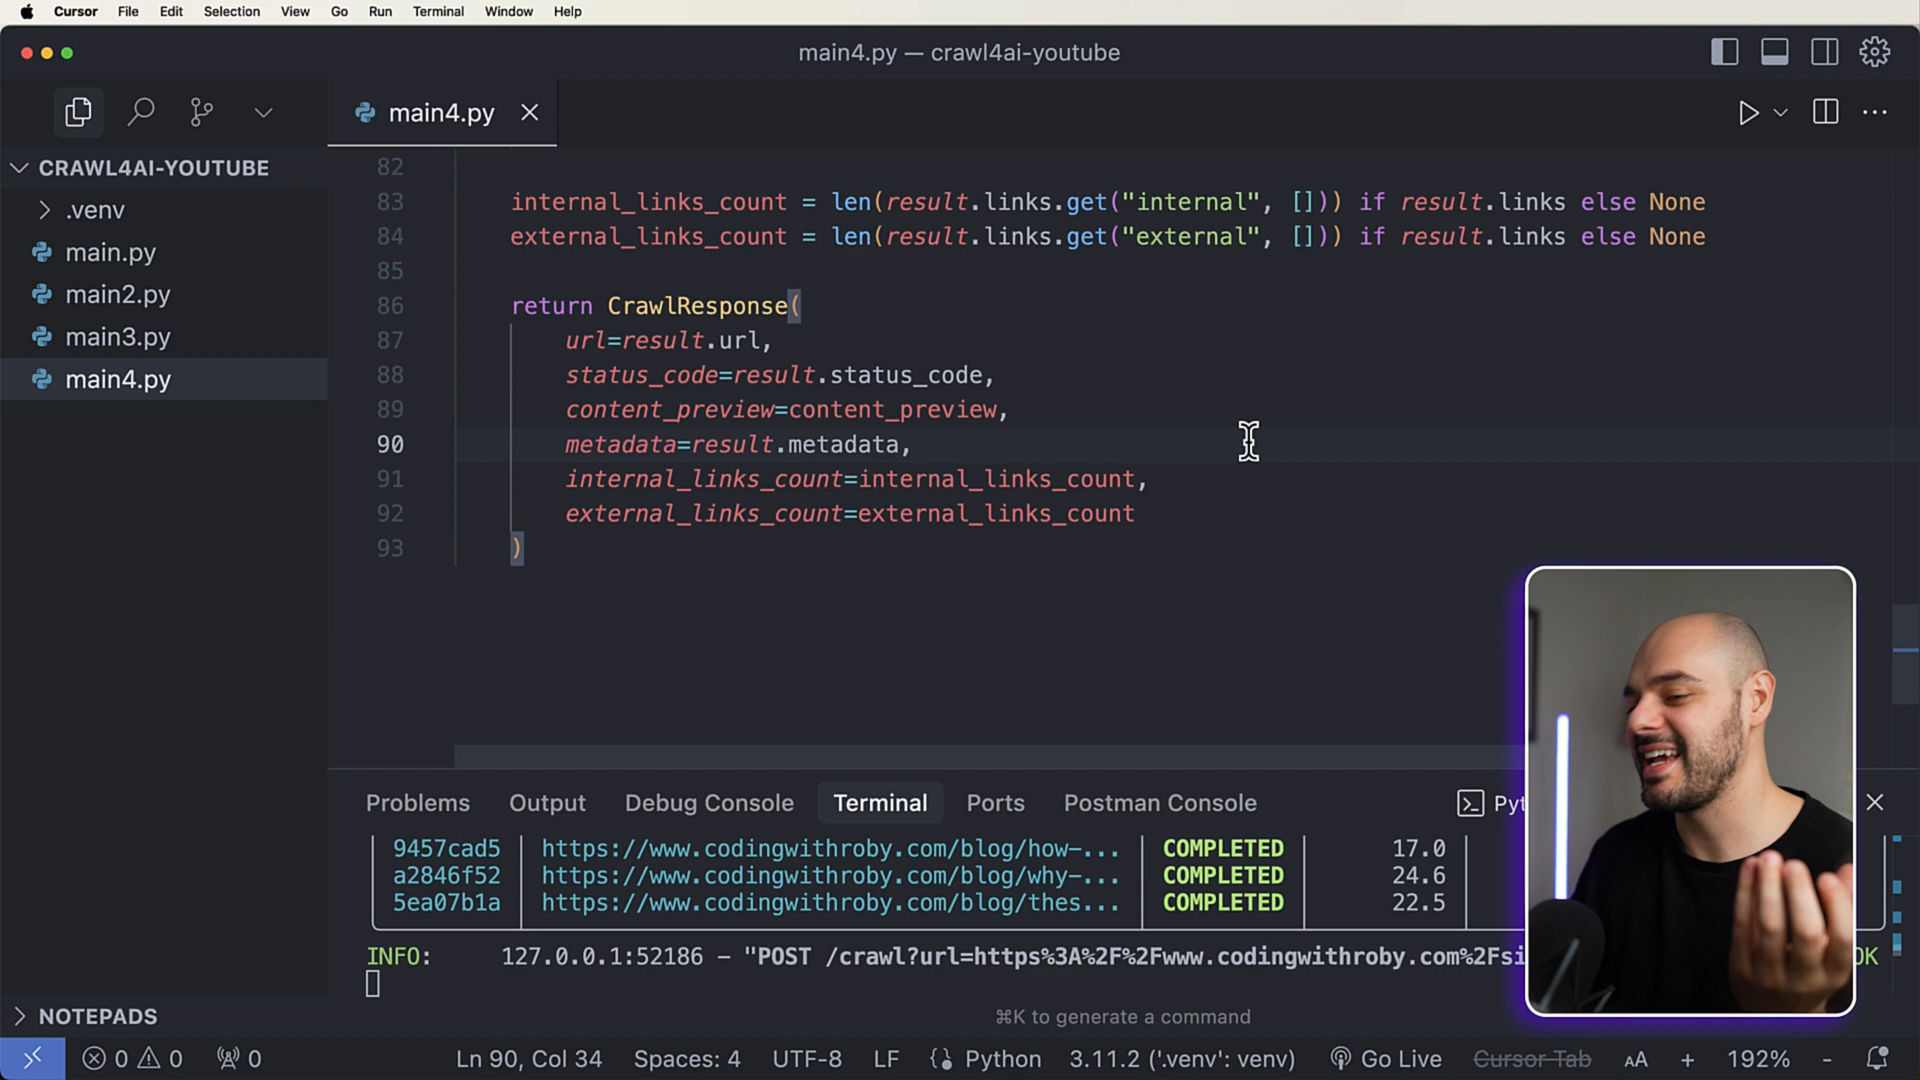 Cursor File Edit Selection View Go Run Terminal Window Help
main4.py — crawl4ai-youtube
main4.py
CRAWL4AI-YOUTUBE
.venv
main.py
main2.py
main3.py
main4.py
82
83 internal_links_count = len(result.links.get("internal", [])) if result.links else None
84 external_links_count = len(result.links.get("external", [])) if result.links else None
85
86 return CrawlResponse(
87 url=result.url,
88 status_code=result.status_code,
89 content_preview=content_preview,
90 metadata=result.metadata,
91 internal_links_count=internal_links_count,
92 external_links_count=external_links_count
93 )
Problems Output Debug Console Terminal Ports Postman Console
9457cad5 https://www.codingwithroby.com/blog/how-... COMPLETED 17.0
a2846f52 https://www.codingwithroby.com/blog/why-... COMPLETED 24.6
5ea07b1a https://www.codingwithroby.com/blog/thes... COMPLETED 22.5
INFO: 127.0.0.1:52186 – "POST /crawl?url=https%3A%2F%2Fwww.codingwithroby.com%2Fsi
NOTEPADS
⌘K to generate a command
0 0 0 Ln 90, Col 34 Spaces: 4 UTF-8 LF Python 3.11.2 ('.venv': venv) Go Live Cursor Tab AA + 192% -